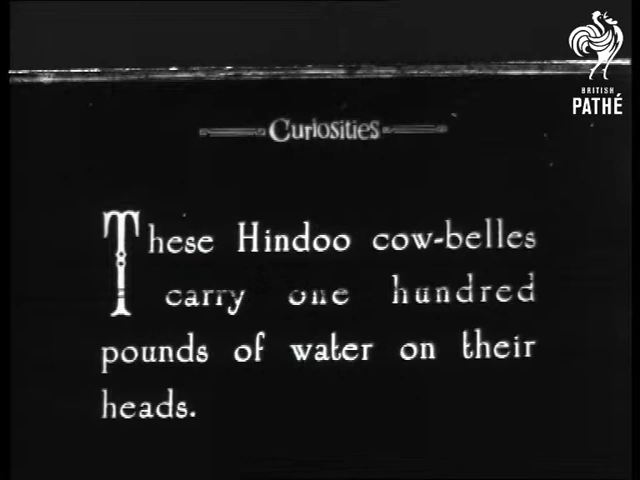 BRITISH
PATHÉ
Curiosities
These Hindoo cow-belles
carry one hundred
pounds of water on their
heads.